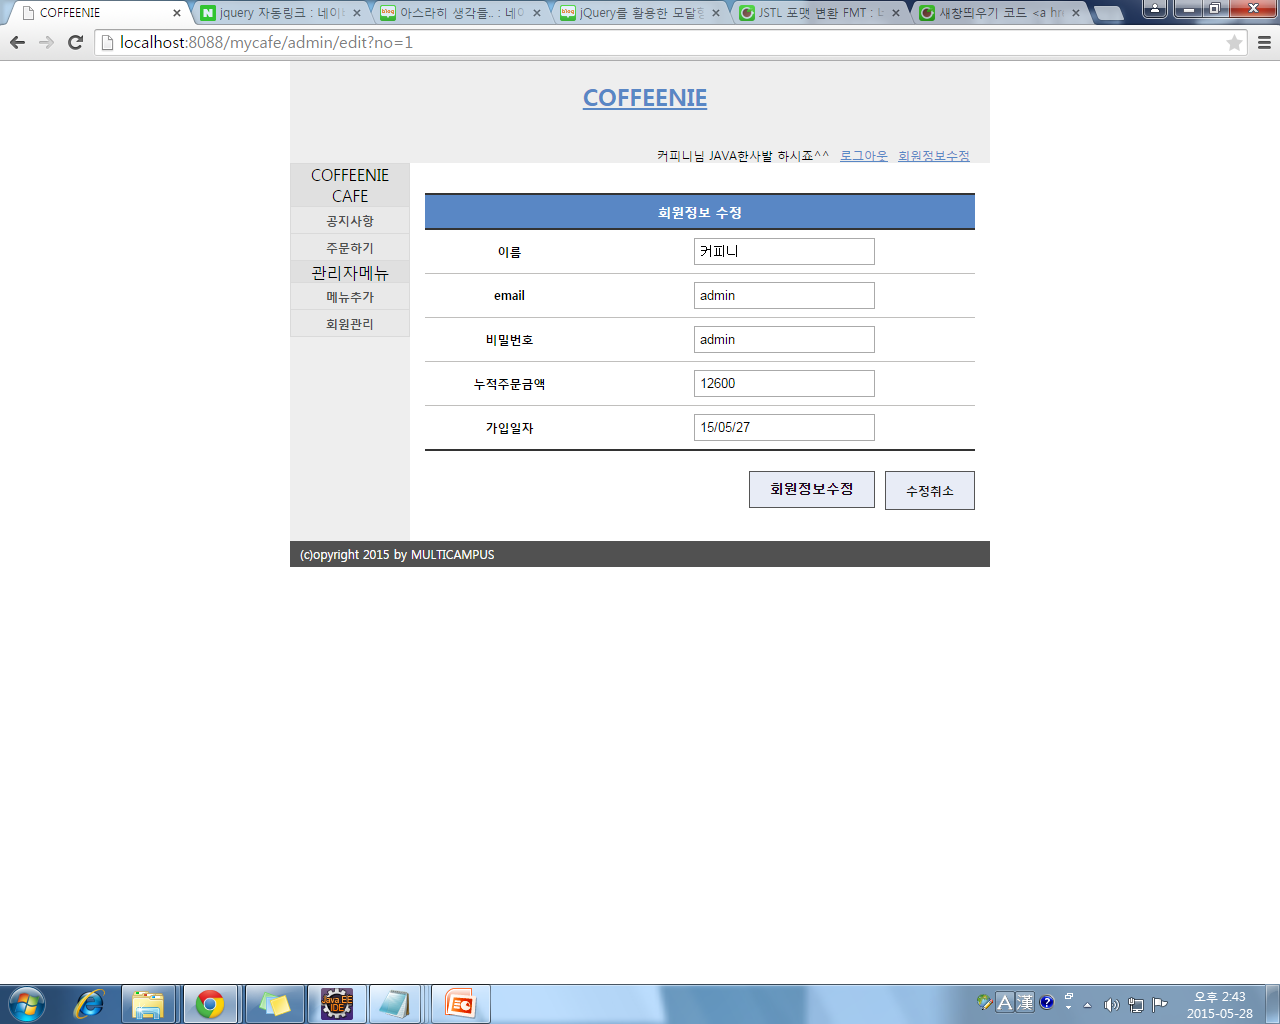 COFFEENIE
jquery 자동링크 : 네이
아스라히 생각들.. : 네이
jQuery를 활용한 모달
JSTL 포맷 변환 FMT : 네
새창띄우기 코드 <a hr
localhost:8088/mycafe/admin/edit?no=1
COFFEENIE
커피니님 JAVA한사발 하시죠^^ 로그아웃 회원정보수정
COFFEENIE
CAFE
공지사항
주문하기
관리자메뉴
메뉴추가
회원관리
회원정보 수정
이름 커피니
email admin
비밀번호 admin
누적주문금액 12600
가입일자 15/05/27
회원정보수정 수정취소
(c)opyright 2015 by MULTICAMPUS
Java EE
IDE
A 漢
오후 2:43
2015-05-28